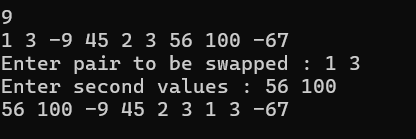 9
1 3 -9 45 2 3 56 100 -67
Enter pair to be swapped : 1 3
Enter second values : 56 100
56 100 -9 45 2 3 1 3 -67